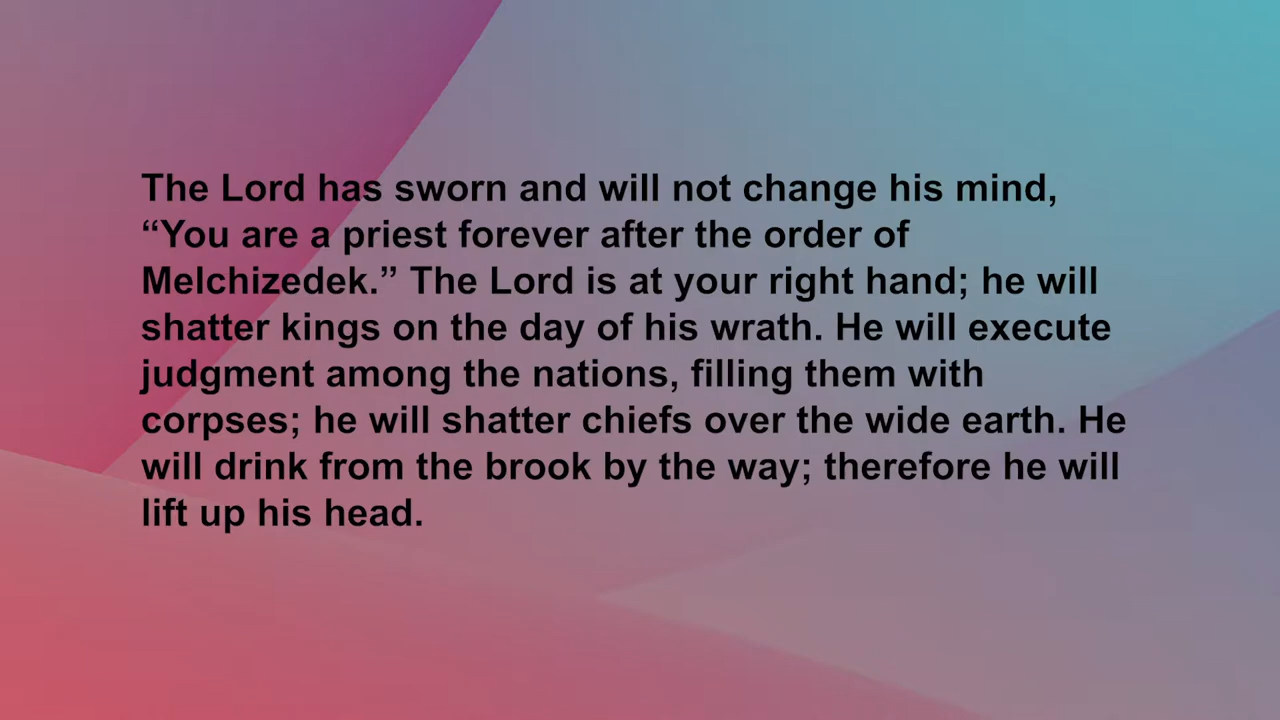 The Lord has sworn and will not change his mind,
“You are a priest forever after the order of
Melchizedek.” The Lord is at your right hand; he will
shatter kings on the day of his wrath. He will execute
judgment among the nations, filling them with
corpses; he will shatter chiefs over the wide earth. He
will drink from the brook by the way; therefore he will
lift up his head.